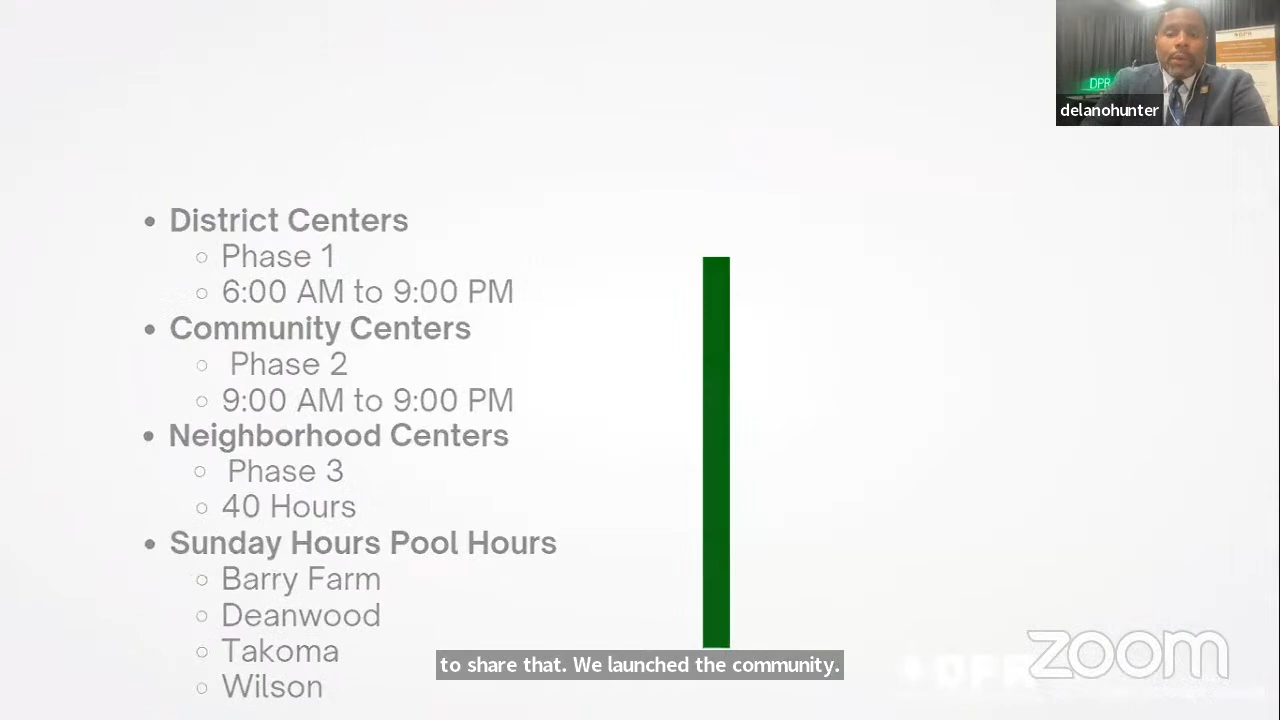 DPR
DPR
delanohunter
• District Centers
○ Phase 1
○ 6:00 AM to 9:00 PM
• Community Centers
○ Phase 2
○ 9:00 AM to 9:00 PM
• Neighborhood Centers
○ Phase 3
○ 40 Hours
• Sunday Hours Pool Hours
○ Barry Farm
○ Deanwood
○ Takoma
○ Wilson
to share that. We launched the community.
DPR
zoom